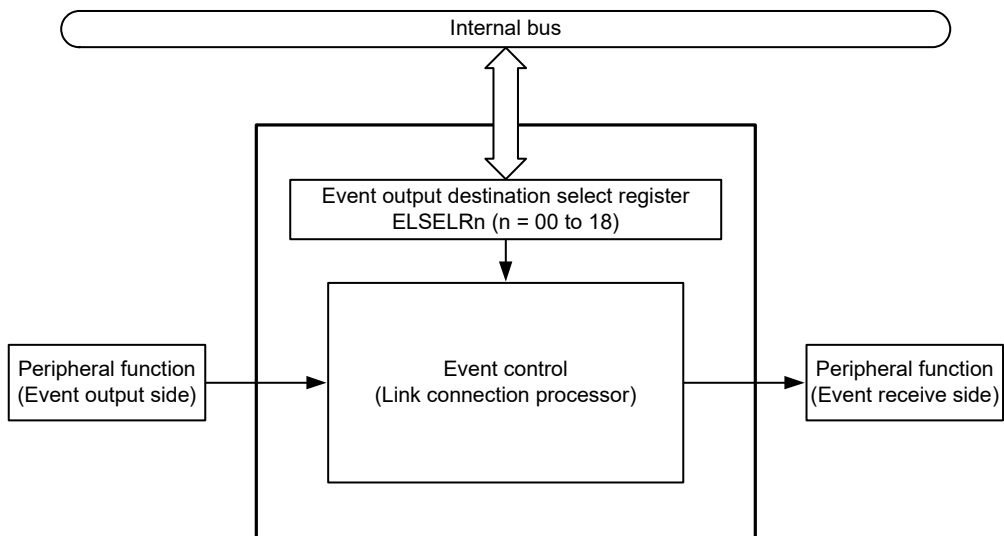 Internal bus
Event output destination select register
ELSELRn (n = 00 to 18)
Peripheral function
(Event output side)
Event control
(Link connection processor)
Peripheral function
(Event receive side)